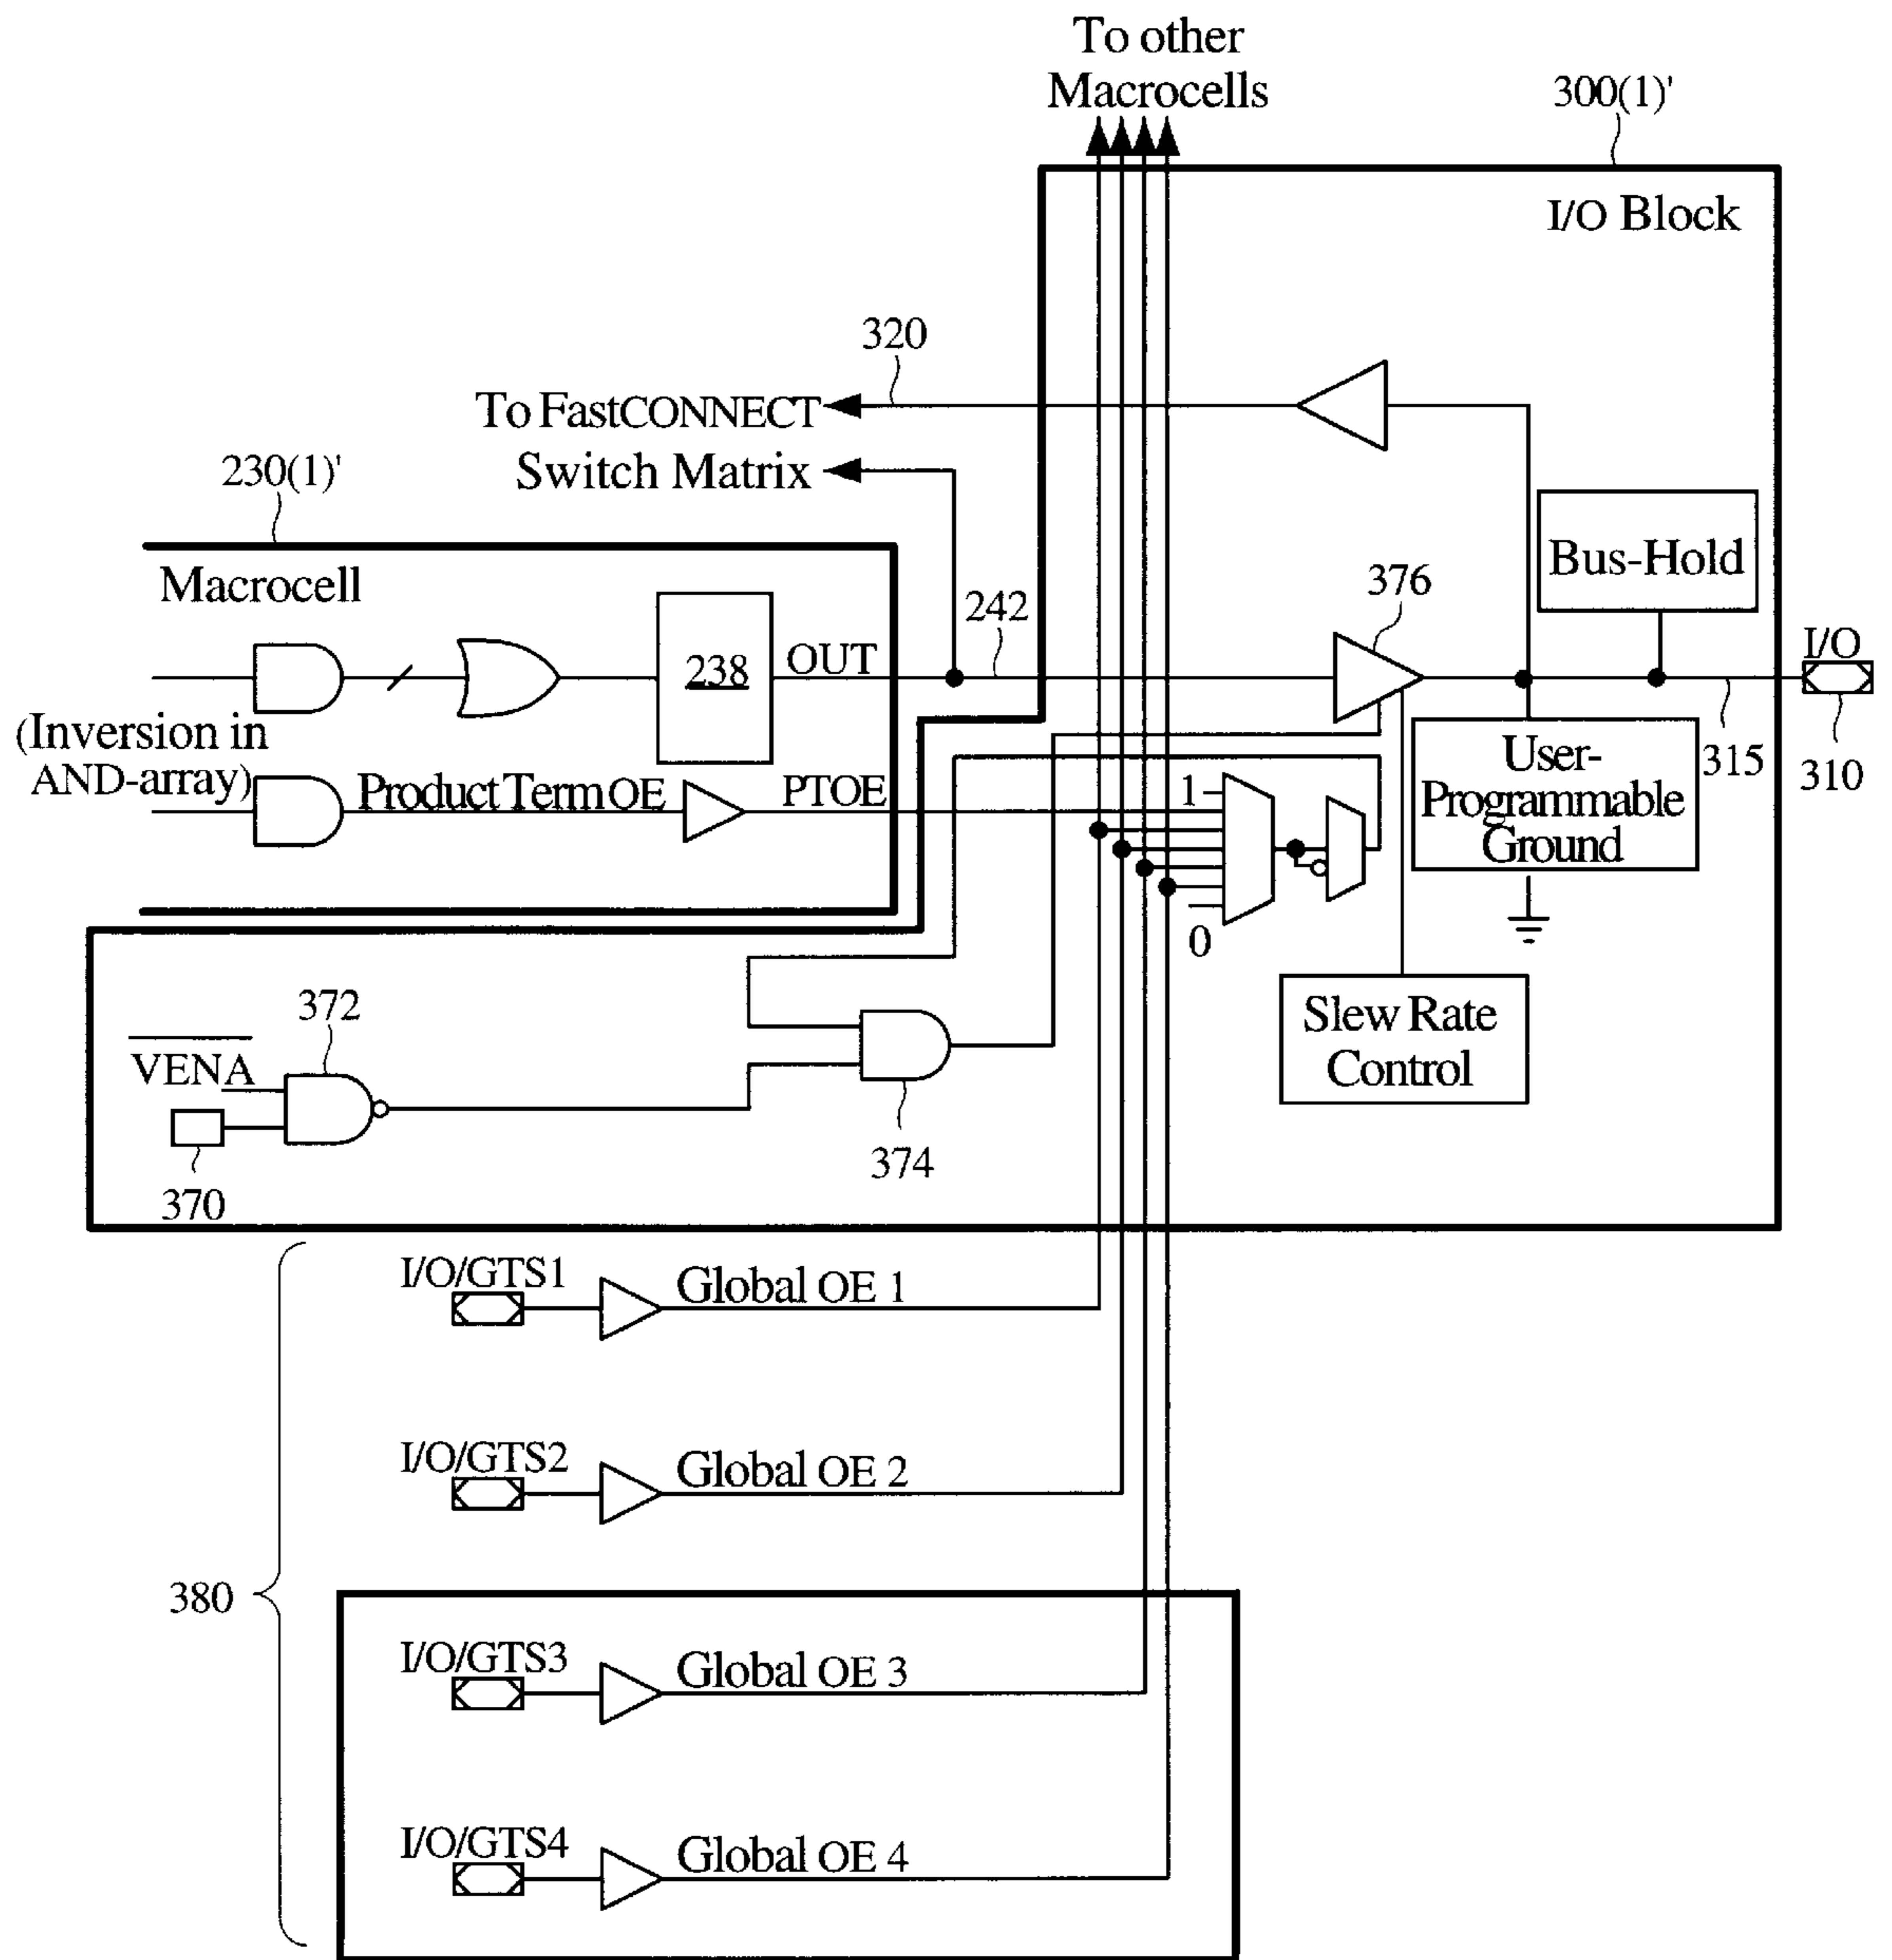 To other
Macrocells
300(1)'
I/O Block
320
To FastCONNECT
Switch Matrix
230(1)'
Macrocell
Bus-Hold
376
242
I/O
238
OUT
(Inversion in
AND-array)
Product Term OE
PTOE
1
User-
Programmable
Ground
315
310
0
372
VENA
Slew Rate
Control
374
370
I/O/GTS1
Global OE 1
I/O/GTS2
Global OE 2
380
I/O/GTS3
Global OE 3
I/O/GTS4
Global OE 4